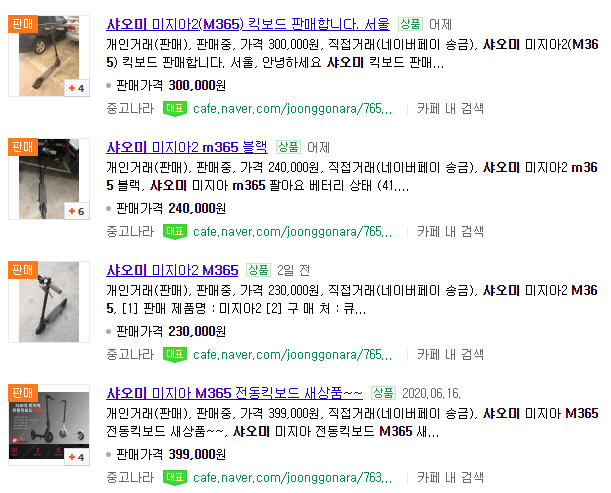 판매
샤오미 미지아2(M365) 킥보드 판매합니다. 서울 상품 어제
개인거래(판매), 판매중, 가격 300,000원, 직접거래(네이버페이 송금), 샤오미 미지아2(M36
5) 킥보드 판매합니다. 서울, 안녕하세요 샤오미 킥보드 판매...
+ 4
판매가격 300,000원
중고나라 대표 cafe.naver.com/joonggonara/765... 카페 내 검색
판매
샤오미 미지아2 m365 블랙 상품 어제
개인거래(판매), 판매중, 가격 240,000원, 직접거래(네이버페이 송금), 샤오미 미지아2 m36
5 블랙, 샤오미 미지아 m365 팔아요 베터리 상태 (41,...
+ 6
판매가격 240,000원
중고나라 대표 cafe.naver.com/joonggonara/765... 카페 내 검색
판매
샤오미 미지아2 M365 상품 2일 전
개인거래(판매), 판매중, 가격 230,000원, 직접거래(네이버페이 송금), 샤오미 미지아2 M36
5, [1] 판매 제품명 : 미지아2 [2] 구 매 처 : 큐...
판매가격 230,000원
중고나라 대표 cafe.naver.com/joonggonara/765... 카페 내 검색
판매
샤오미 미지아 M365 전동킥보드 새상품~~ 상품 2020.06.16.
개인거래(판매), 판매중, 가격 399,000원, 직접거래(네이버페이 송금), 샤오미 미지아 M365
전동킥보드 새상품~~, 샤오미 미지아 전동킥보드 M365 새...
전동킥보드
+ 4
판매가격 399,000원
중고나라 대표 cafe.naver.com/joonggonara/763... 카페 내 검색